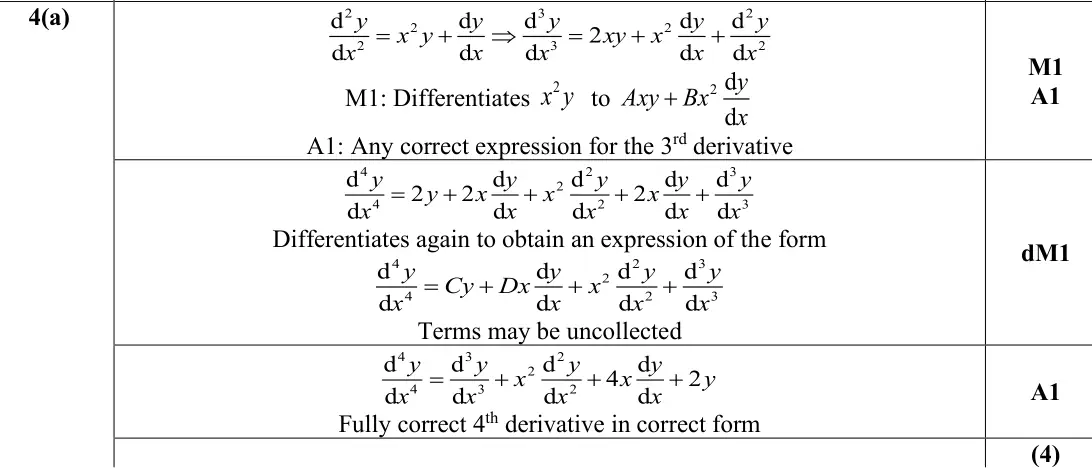 4(a)
d²y/dx² = x²y + dy/dx ⇒ d³y/dx³ = 2xy + x² dy/dx + d²y/dx²
M1: Differentiates x²y to Axy + Bx² dy/dx
A1: Any correct expression for the 3rd derivative
M1
A1
d⁴y/dx⁴ = 2y + 2x dy/dx + x² d²y/dx² + 2x dy/dx + d³y/dx³
Differentiates again to obtain an expression of the form
d⁴y/dx⁴ = Cy + Dx dy/dx + x² d²y/dx² + d³y/dx³
Terms may be uncollected
dM1
d⁴y/dx⁴ = d³y/dx³ + x² d²y/dx² + 4x dy/dx + 2y
Fully correct 4th derivative in correct form
A1
(4)